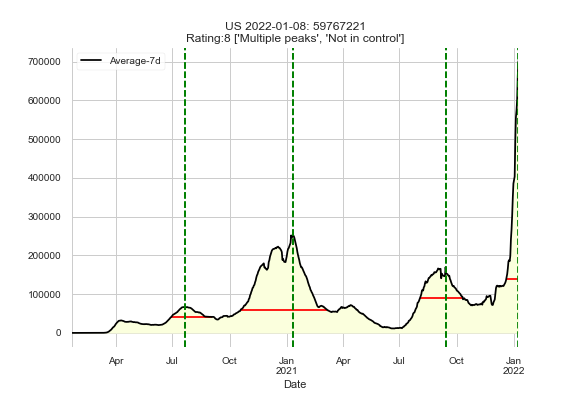 US 2022-01-08: 59767221
Rating:8 ['Multiple peaks', 'Not in control']
Average-7d
700000
600000
500000
400000
300000
200000
100000
0
Apr Jul Oct Jan Apr Jul Oct Jan
2021 2022
Date